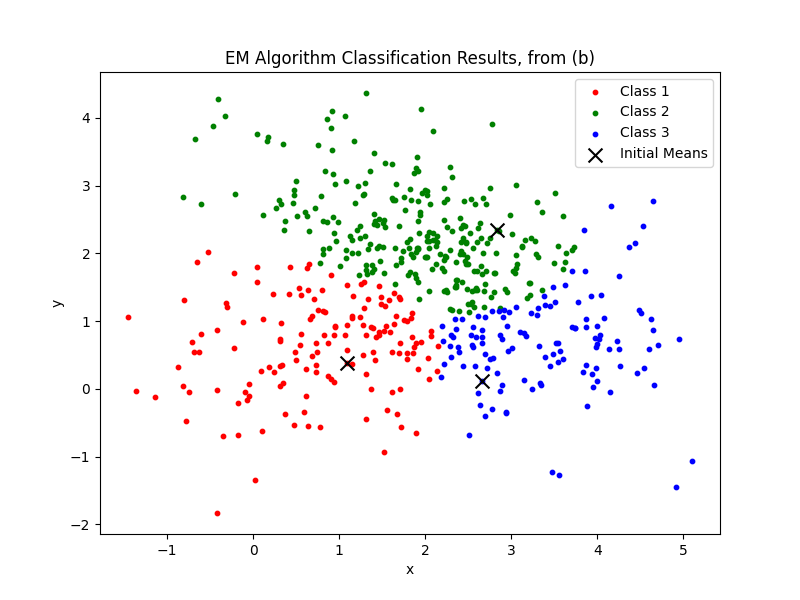 EM Algorithm Classification Results, from (b)
Class 1
Class 2
Class 3
Initial Means
4
3
2
1
0
−1
−2
y
−1
0
1
2
3
4
5
x